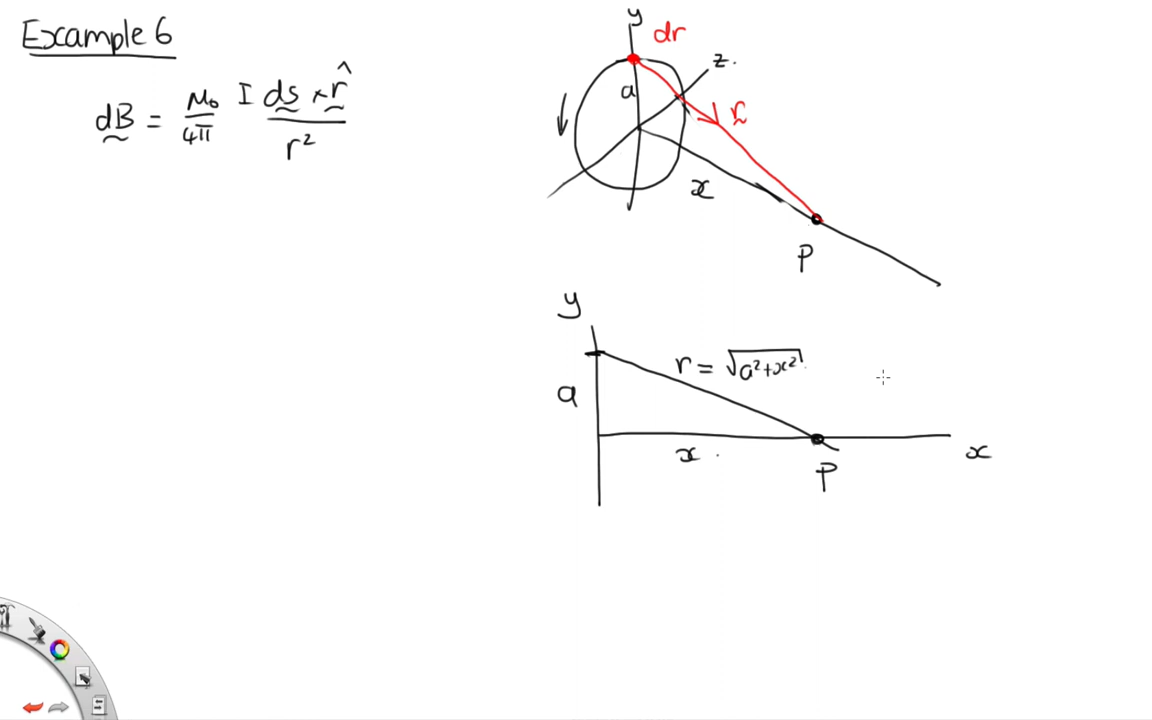 Example 6
dB = μ₀/4π I ds × r̂ / r²
y
dr
z.
a
r
x
P
y
r = √a²+x²
a
x .
x
P